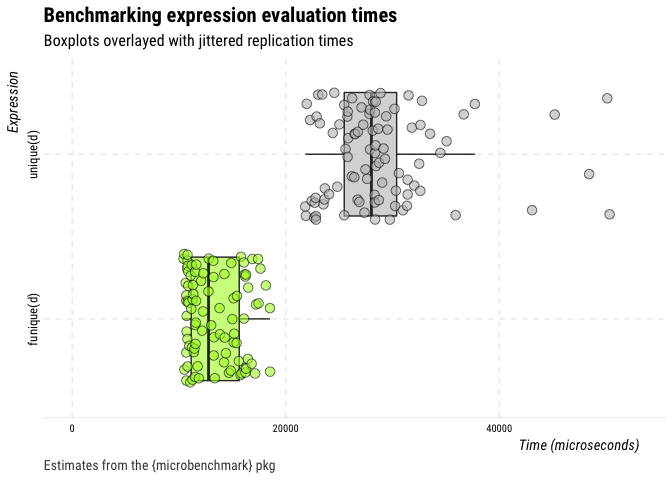 Benchmarking expression evaluation times
Boxplots overlayed with jittered replication times
Expression
unique(d)
funique(d)
0 20000 40000
Time (microseconds)
Estimates from the {microbenchmark} pkg